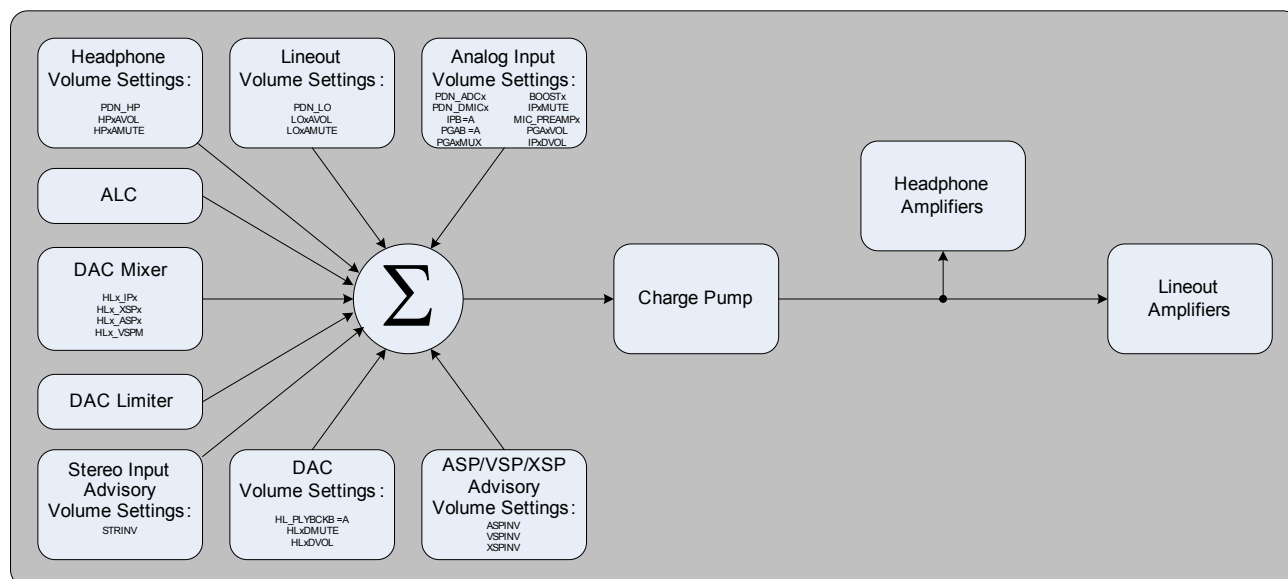 Headphone
Volume Settings:
PDN_HP
HPxAVOL
HPxAMUTE
Lineout
Volume Settings:
PDN_LO
LOxAVOL
LOxAMUTE
Analog Input
Volume Settings:
PDN_ADCx BOOSTx
PDN_DMICx IPxMUTE
IPB=A MIC_PREAMPx
PGAB =A PGAxVOL
PGAxMUX IPxDVOL
ALC
DAC Mixer
HLx_IPx
HLx_XSPx
HLx_ASPx
HLx_VSPM
DAC Limiter
Stereo Input
Advisory
Volume Settings:
STRINV
DAC
Volume Settings:
HL_PLYBCKB =A
HLxDMUTE
HLxDVOL
ASP/VSP/XSP
Advisory
Volume Settings:
ASPINV
VSPINV
XSPINV
Σ
Charge Pump
Headphone
Amplifiers
Lineout
Amplifiers